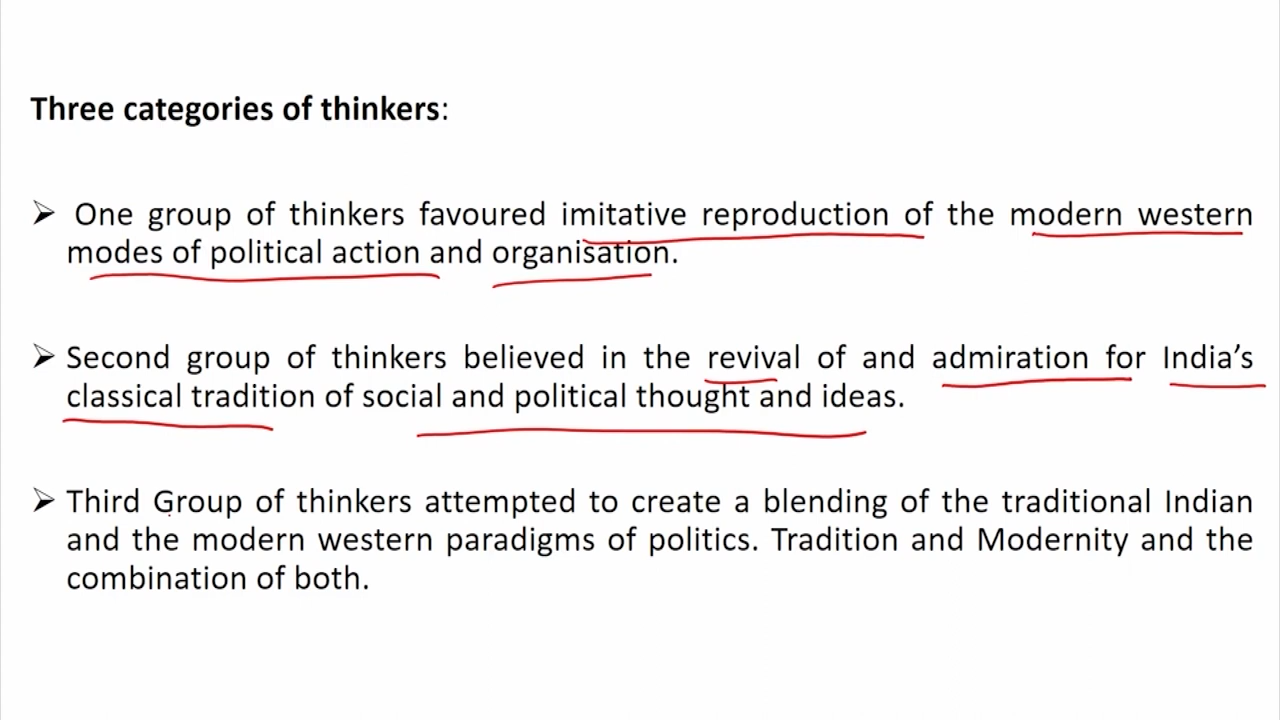 Three categories of thinkers:
➢ One group of thinkers favoured imitative reproduction of the modern western
modes of political action and organisation.
➢ Second group of thinkers believed in the revival of and admiration for India’s
classical tradition of social and political thought and ideas.
➢ Third Group of thinkers attempted to create a blending of the traditional Indian
and the modern western paradigms of politics. Tradition and Modernity and the
combination of both.